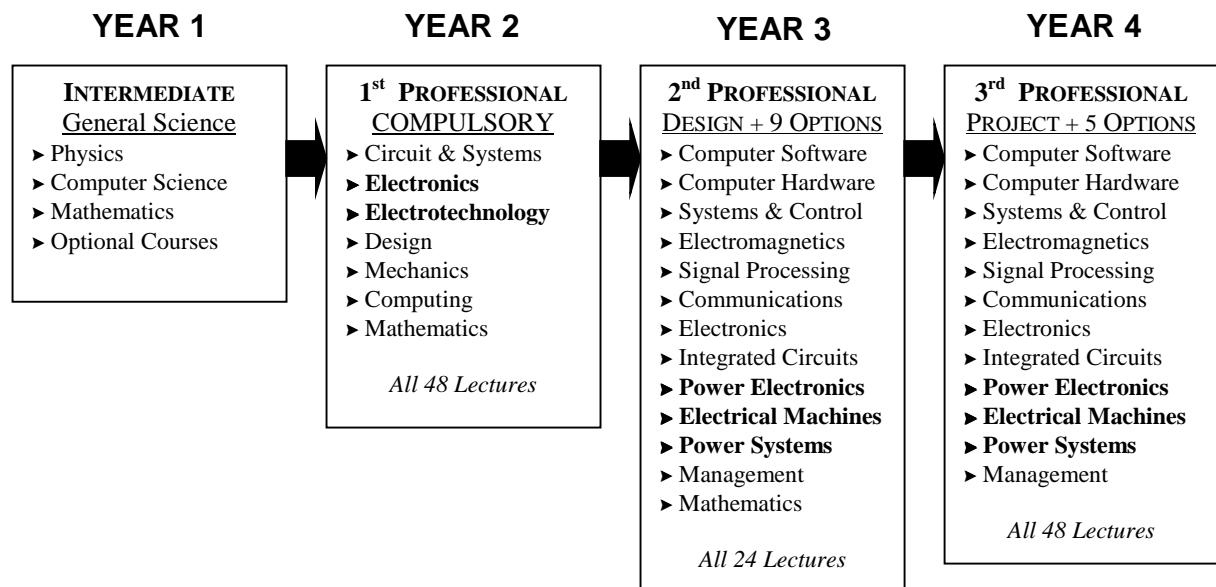 YEAR 1
INTERMEDIATE
General Science
➤ Physics
➤ Computer Science
➤ Mathematics
➤ Optional Courses
YEAR 2
1st PROFESSIONAL
COMPULSORY
➤ Circuit & Systems
➤ Electronics
➤ Electrotechnology
➤ Design
➤ Mechanics
➤ Computing
➤ Mathematics
All 48 Lectures
YEAR 3
2nd PROFESSIONAL
DESIGN + 9 OPTIONS
➤ Computer Software
➤ Computer Hardware
➤ Systems & Control
➤ Electromagnetics
➤ Signal Processing
➤ Communications
➤ Electronics
➤ Integrated Circuits
➤ Power Electronics
➤ Electrical Machines
➤ Power Systems
➤ Management
➤ Mathematics
All 24 Lectures
YEAR 4
3rd PROFESSIONAL
PROJECT + 5 OPTIONS
➤ Computer Software
➤ Computer Hardware
➤ Systems & Control
➤ Electromagnetics
➤ Signal Processing
➤ Communications
➤ Electronics
➤ Integrated Circuits
➤ Power Electronics
➤ Electrical Machines
➤ Power Systems
➤ Management
All 48 Lectures